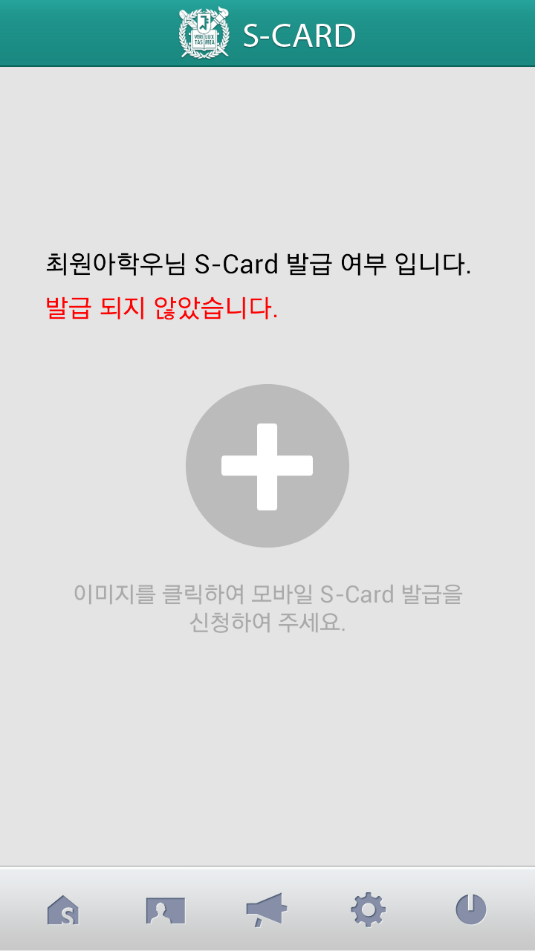 S-CARD
최원아학우님 S-Card 발급 여부 입니다.
발급 되지 않았습니다.
이미지를 클릭하여 모바일 S-Card 발급을
신청하여 주세요.